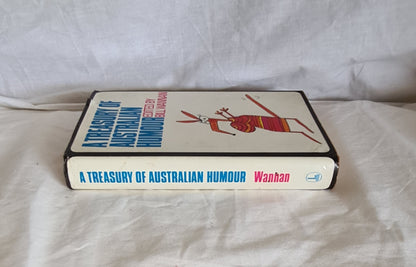 A TREASURY OF
AUSTRALIAN
HUMOUR
EDITED BY
BILL WANNAN
A TREASURY OF AUSTRALIAN HUMOUR Wannan